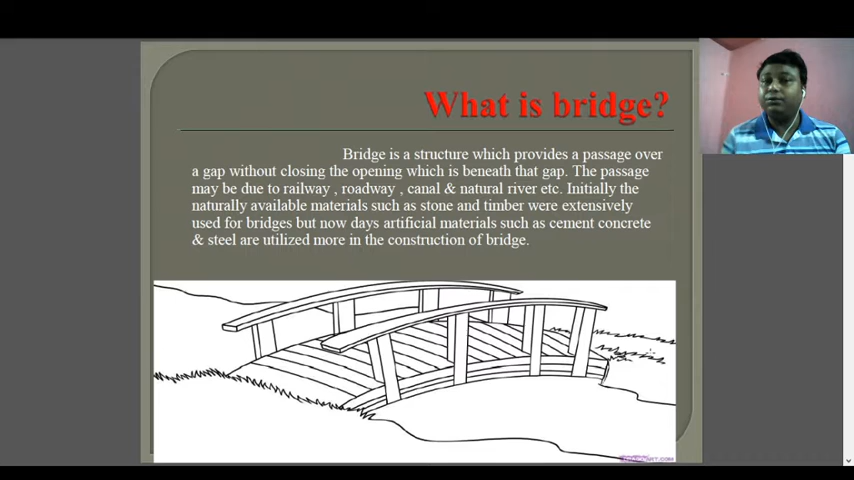 What is bridge?
Bridge is a structure which provides a passage over
a gap without closing the opening which is beneath that gap. The passage
may be due to railway , roadway , canal & natural river etc. Initially the
naturally available materials such as stone and timber were extensively
used for bridges but now days artificial materials such as cement concrete
& steel are utilized more in the construction of bridge.